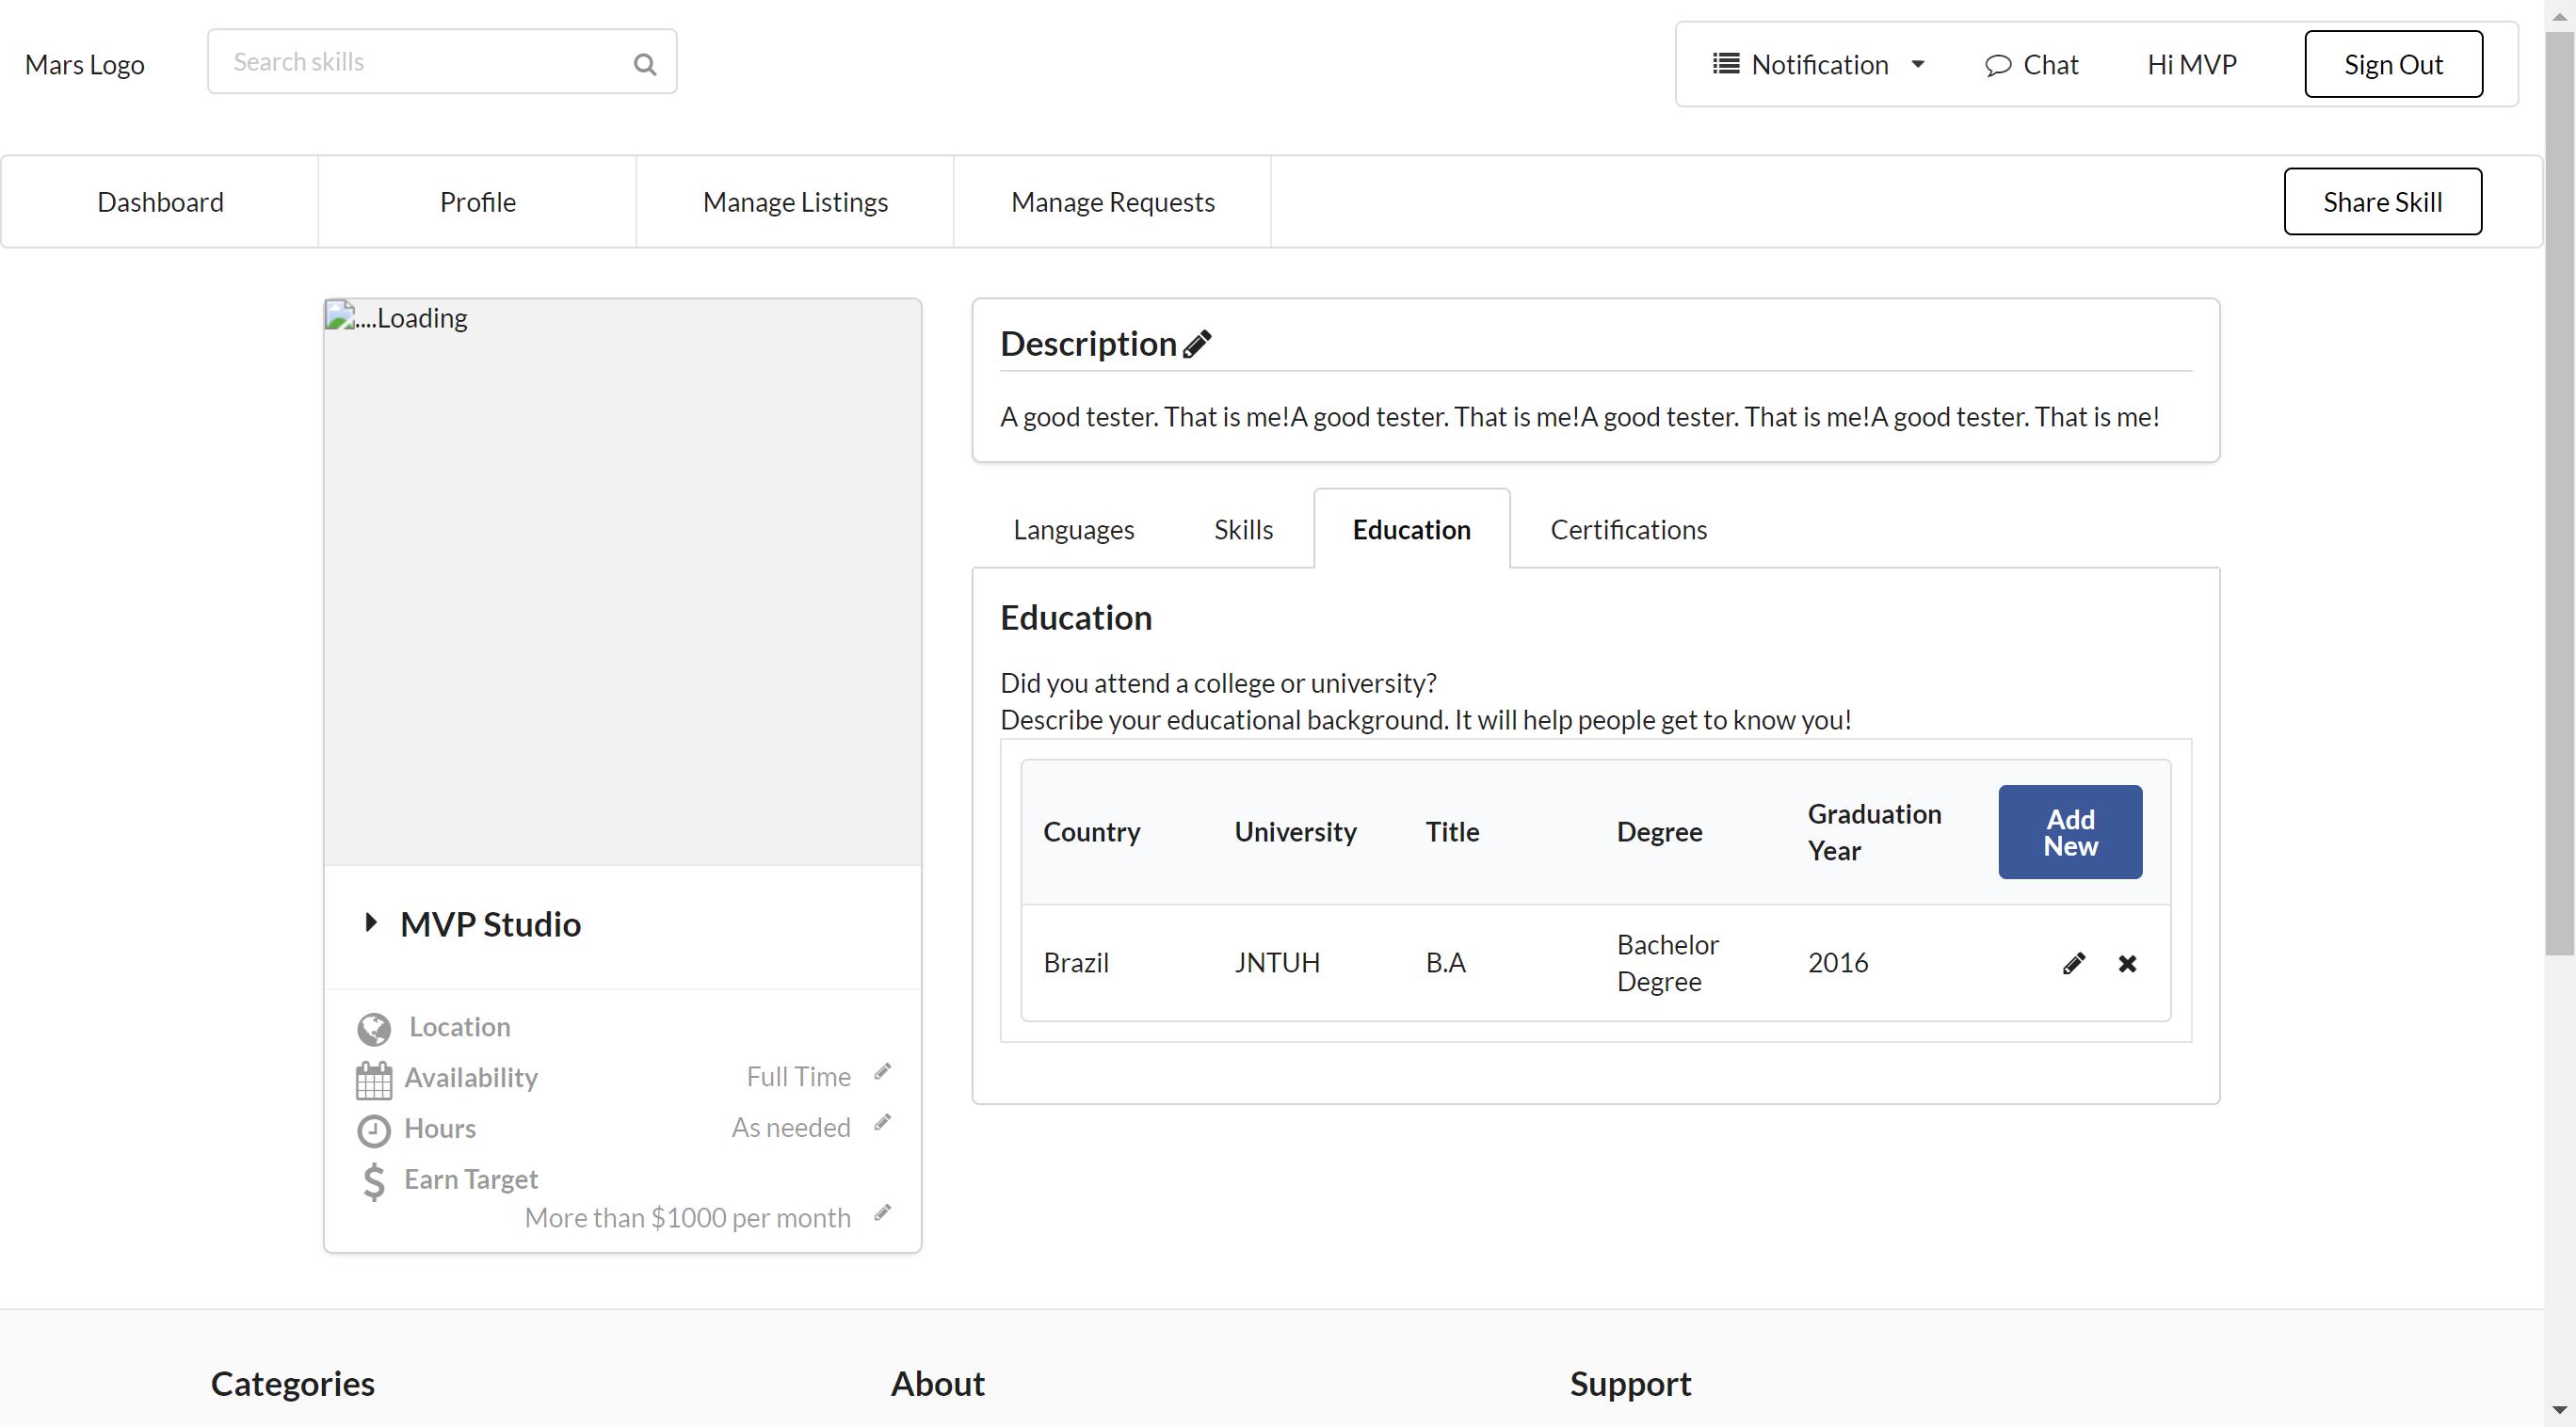 Mars Logo
Search skills
Notification
Chat
Hi MVP
Sign Out
Dashboard
Profile
Manage Listings
Manage Requests
Share Skill
....Loading
MVP Studio
Location
Availability
Full Time
Hours
As needed
Earn Target
More than $1000 per month
Description
A good tester. That is me!A good tester. That is me!A good tester. That is me!A good tester. That is me!
Languages
Skills
Education
Certifications
Education
Did you attend a college or university?
Describe your educational background. It will help people get to know you!
Country
University
Title
Degree
Graduation
Year
Add
New
Brazil
JNTUH
B.A
Bachelor
Degree
2016
Categories
About
Support